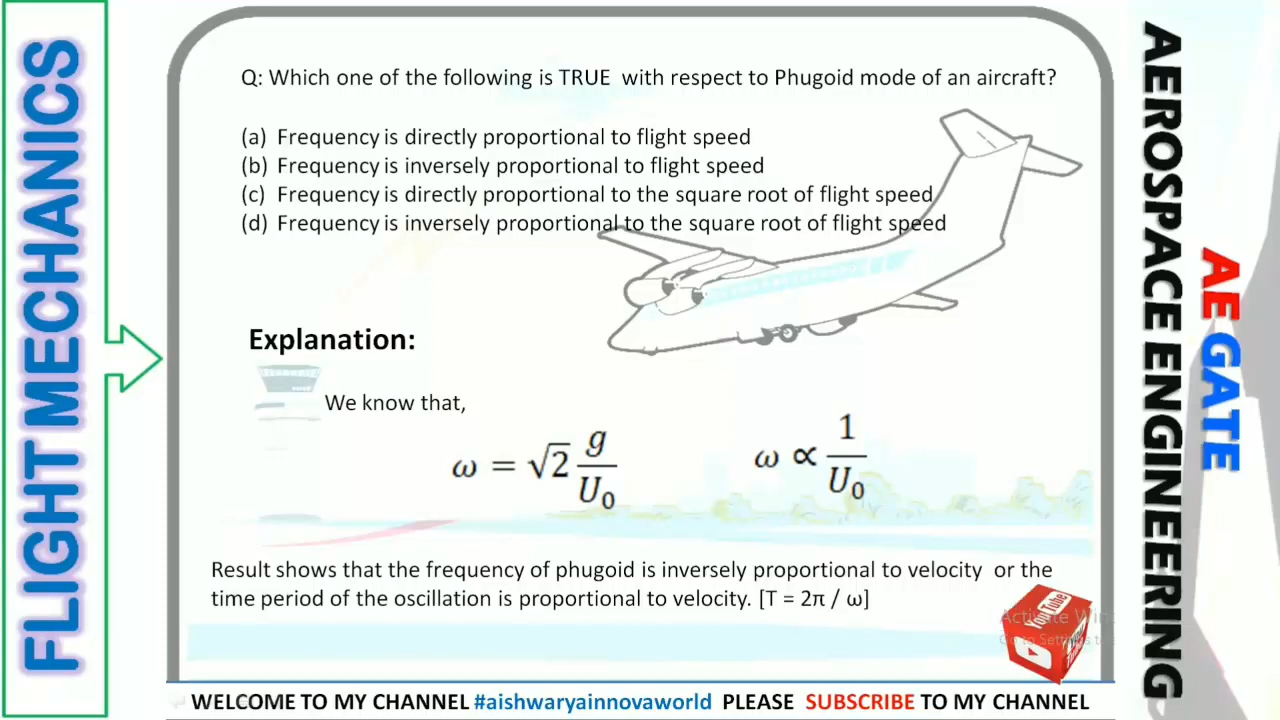 FLIGHT MECHANICS
Q: Which one of the following is TRUE with respect to Phugoid mode of an aircraft?
(a) Frequency is directly proportional to flight speed
(b) Frequency is inversely proportional to flight speed
(c) Frequency is directly proportional to the square root of flight speed
(d) Frequency is inversely proportional to the square root of flight speed
Explanation:
We know that,
ω = √2 g/U₀
ω ∝ 1/U₀
Result shows that the frequency of phugoid is inversely proportional to velocity or the
time period of the oscillation is proportional to velocity. [T = 2π / ω]
YouTube
WELCOME TO MY CHANNEL #aishwaryainnovaworld PLEASE SUBSCRIBE TO MY CHANNEL
AEROSPACE ENGINEERING
AE GATE